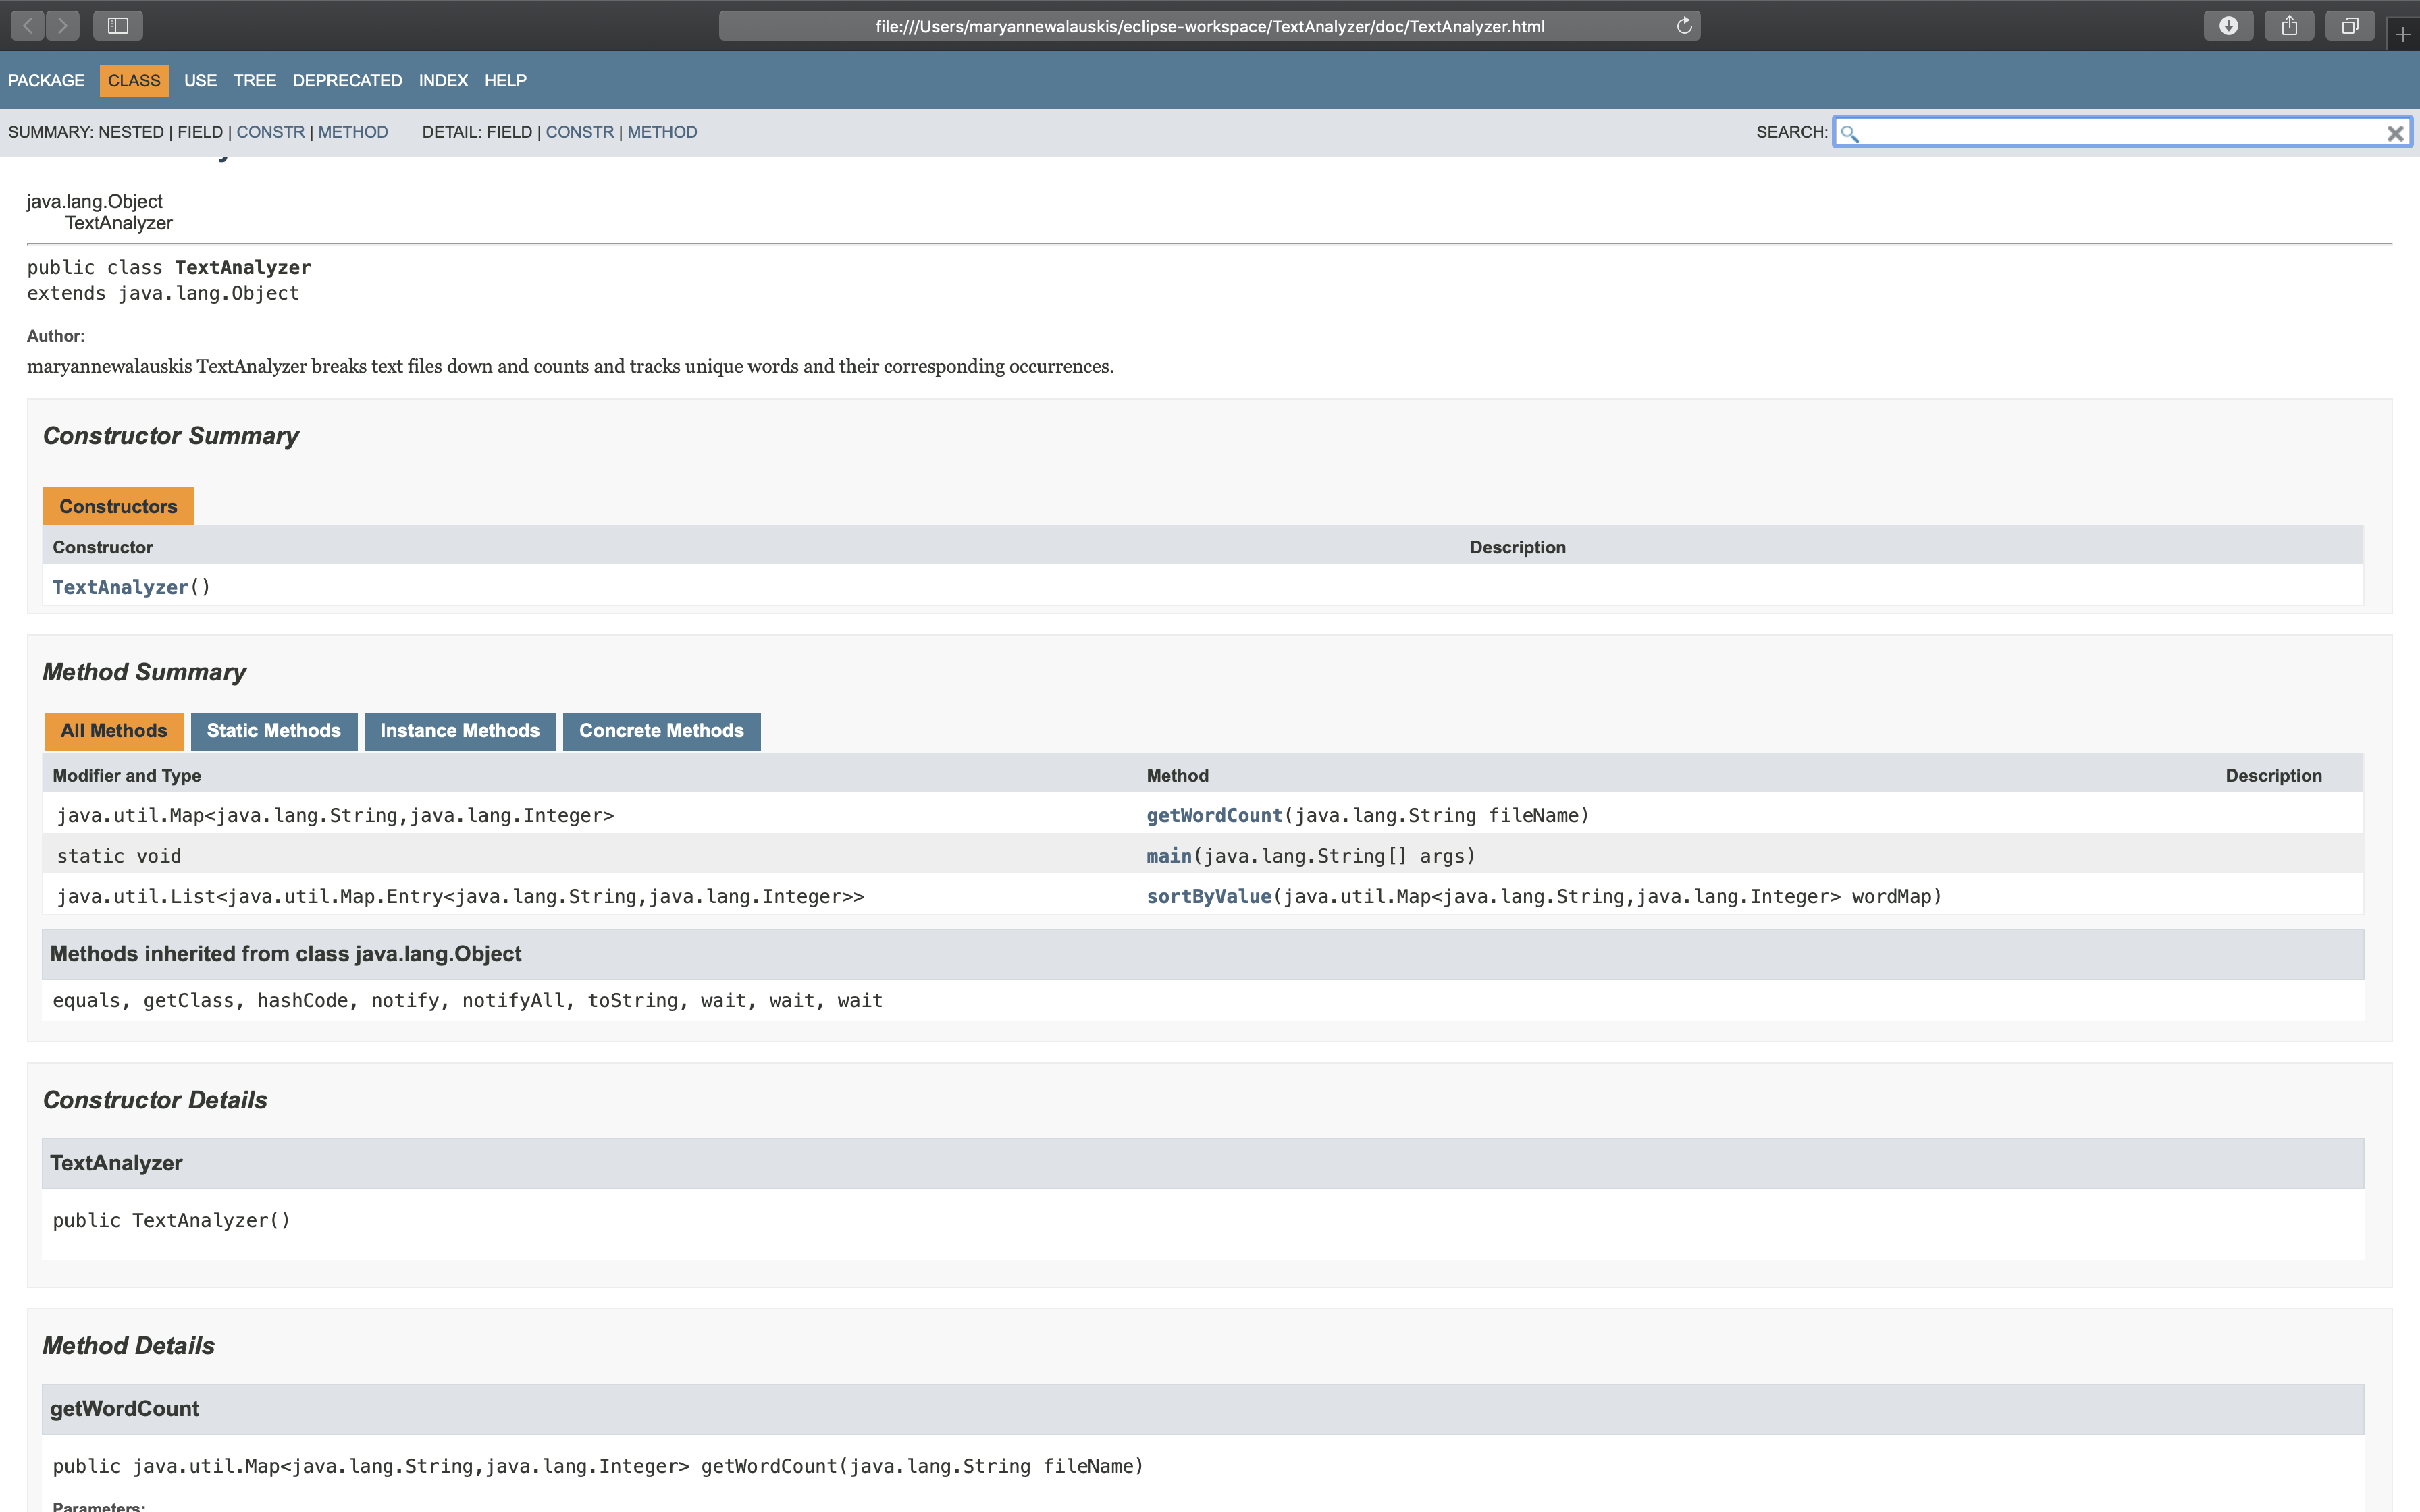 file:///Users/maryannewalauskis/eclipse-workspace/TextAnalyzer/doc/TextAnalyzer.html
PACKAGE CLASS USE TREE DEPRECATED INDEX HELP
SUMMARY: NESTED | FIELD | CONSTR | METHOD DETAIL: FIELD | CONSTR | METHOD SEARCH:
java.lang.Object
TextAnalyzer
public class TextAnalyzer
extends java.lang.Object
Author:
maryannewalauskis TextAnalyzer breaks text files down and counts and tracks unique words and their corresponding occurrences.
Constructor Summary
Constructors
Constructor Description
TextAnalyzer()
Method Summary
All Methods Static Methods Instance Methods Concrete Methods
Modifier and Type Method Description
java.util.Map<java.lang.String,java.lang.Integer> getWordCount(java.lang.String fileName)
static void main(java.lang.String[] args)
java.util.List<java.util.Map.Entry<java.lang.String,java.lang.Integer>> sortByValue(java.util.Map<java.lang.String,java.lang.Integer> wordMap)
Methods inherited from class java.lang.Object
equals, getClass, hashCode, notify, notifyAll, toString, wait, wait, wait
Constructor Details
TextAnalyzer
public TextAnalyzer()
Method Details
getWordCount
public java.util.Map<java.lang.String,java.lang.Integer> getWordCount(java.lang.String fileName)
Parameters: